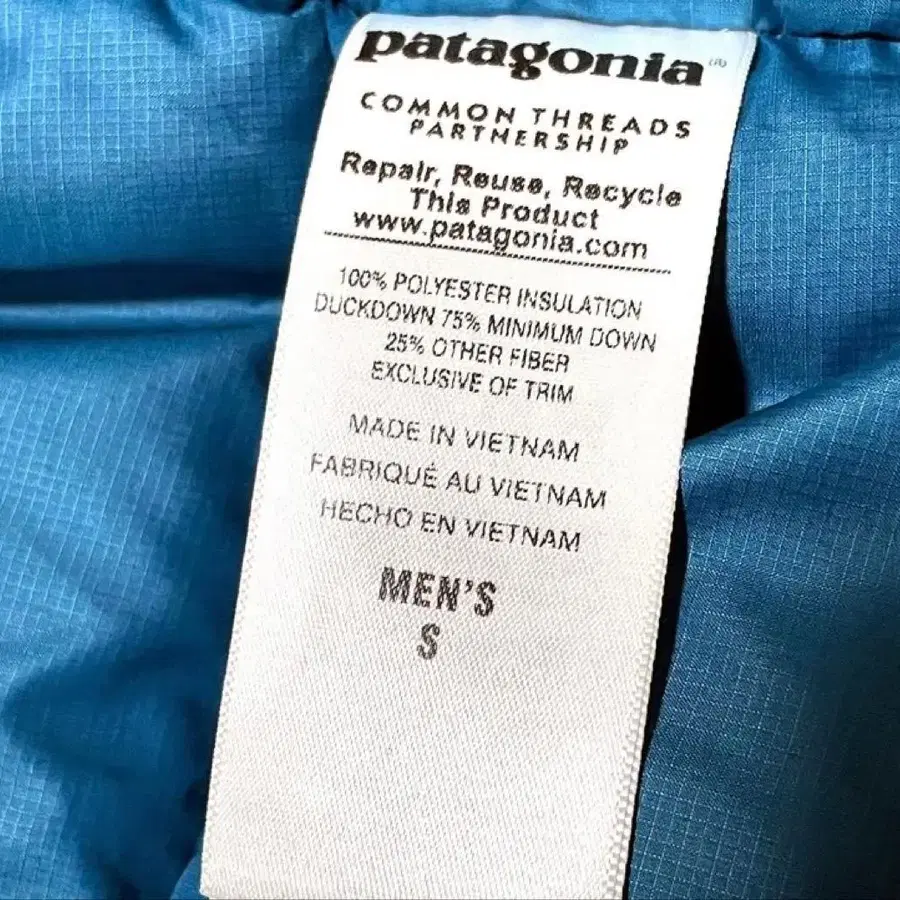 patagonia®
COMMON THREADS
PARTNERSHIP
Repair, Reuse, Recycle
This Product
www.patagonia.com
100% POLYESTER INSULATION
DUCKDOWN 75% MINIMUM DOWN
25% OTHER FIBER
EXCLUSIVE OF TRIM
MADE IN VIETNAM
FABRIQUÉ AU VIETNAM
HECHO EN VIETNAM
MEN'S
S